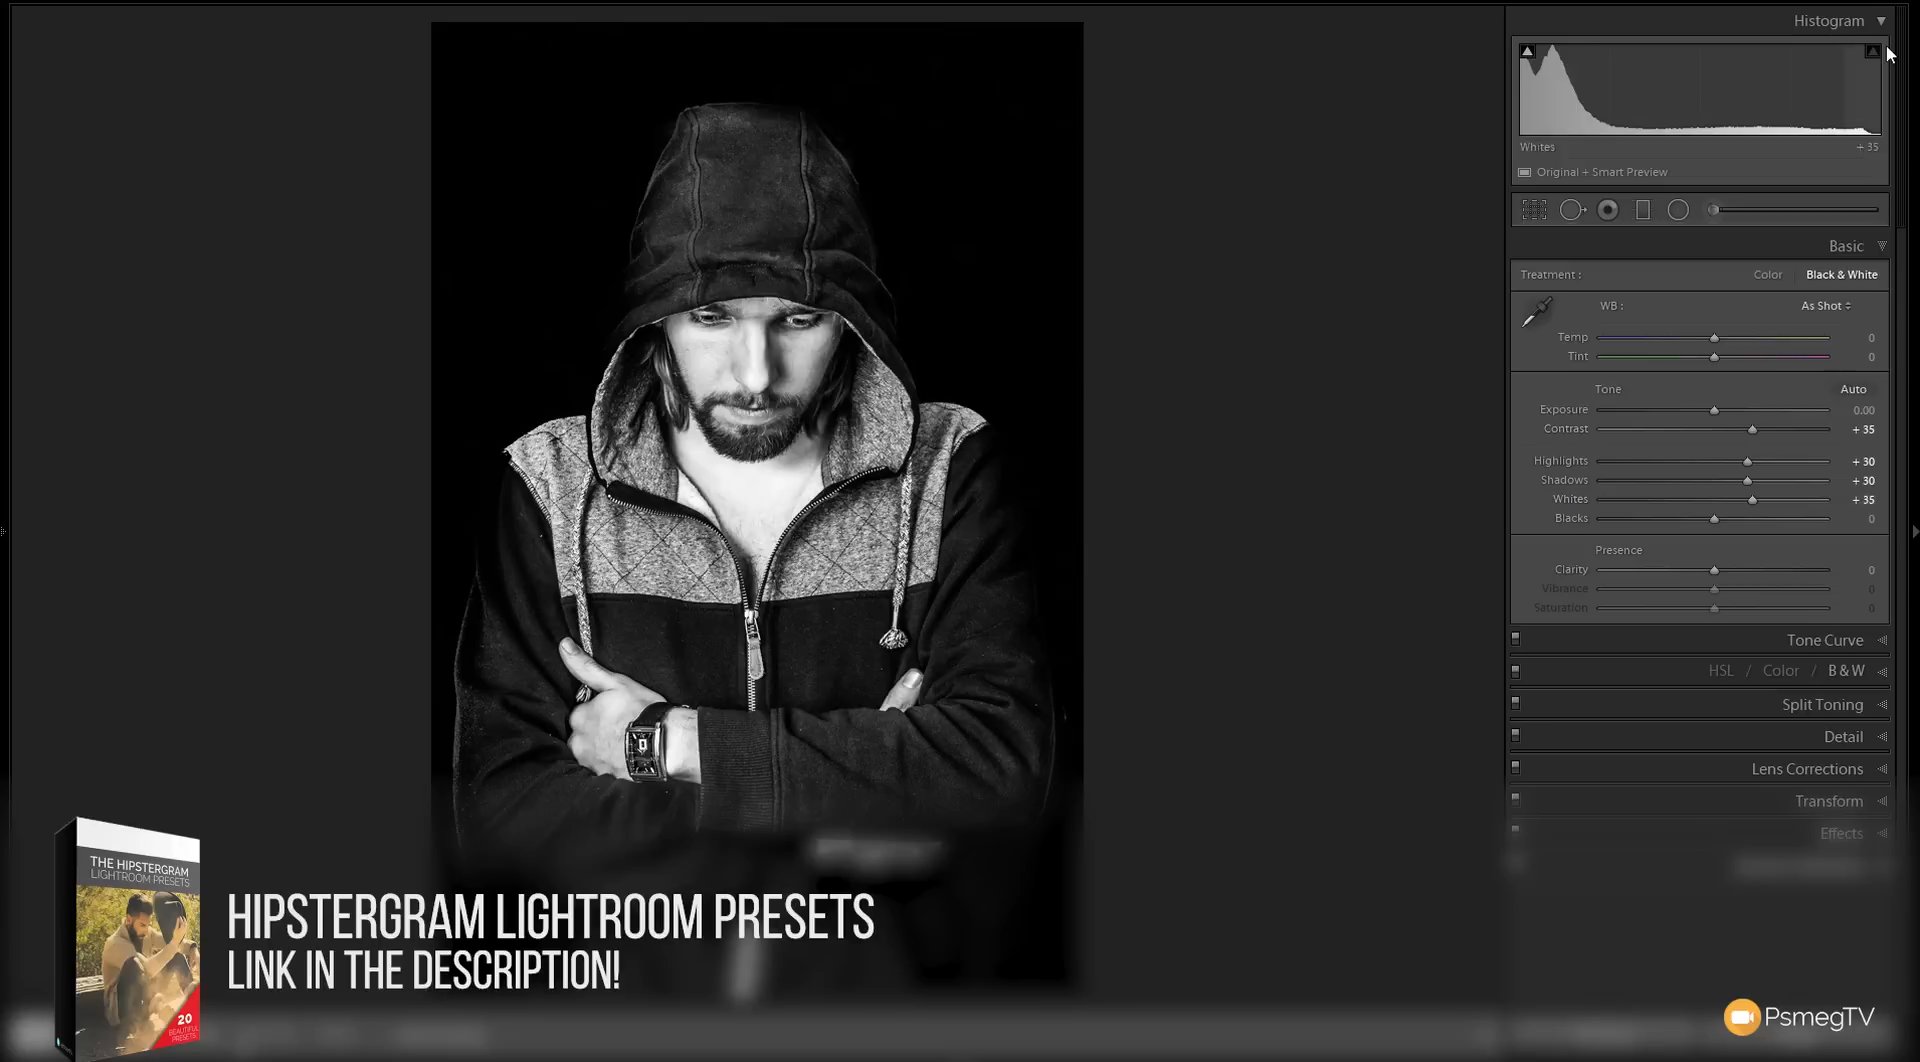 Histogram
Whites + 35
Original + Smart Preview
Basic
Treatment : Color Black & White
WB : As Shot
Temp 0
Tint 0
Tone Auto
Exposure 0.00
Contrast + 35
Highlights + 30
Shadows + 30
Whites + 35
Blacks 0
Presence
Clarity 0
Vibrance 0
Saturation 0
Tone Curve
HSL / Color / B & W
Split Toning
Detail
Lens Corrections
Transform
Effects
THE HIPSTERGRAM
LIGHTROOM PRESETS
20
BEAUTIFUL
PRESETS
HIPSTERGRAM LIGHTROOM PRESETS
LINK IN THE DESCRIPTION!
PsmegTV